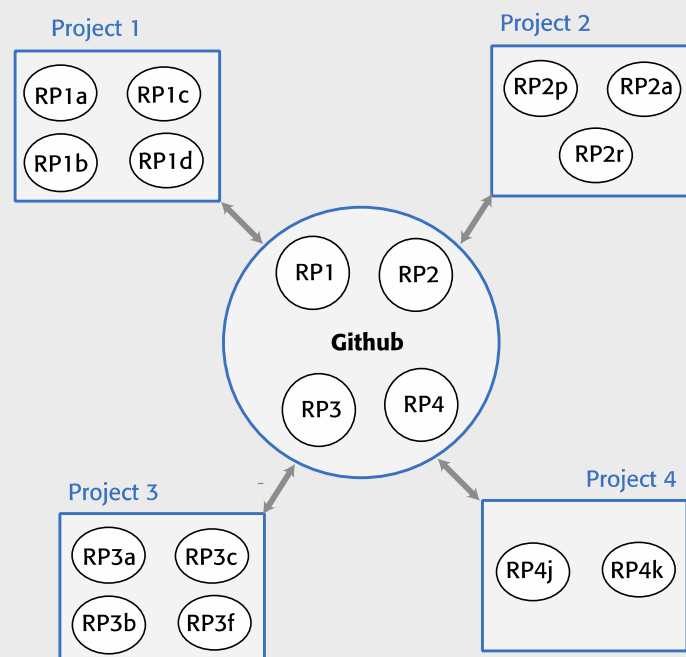 Project 1
RP1a
RP1c
RP1b
RP1d
Project 2
RP2p
RP2a
RP2r
RP1
RP2
Github
RP3
RP4
Project 3
RP3a
RP3c
RP3b
RP3f
Project 4
RP4j
RP4k